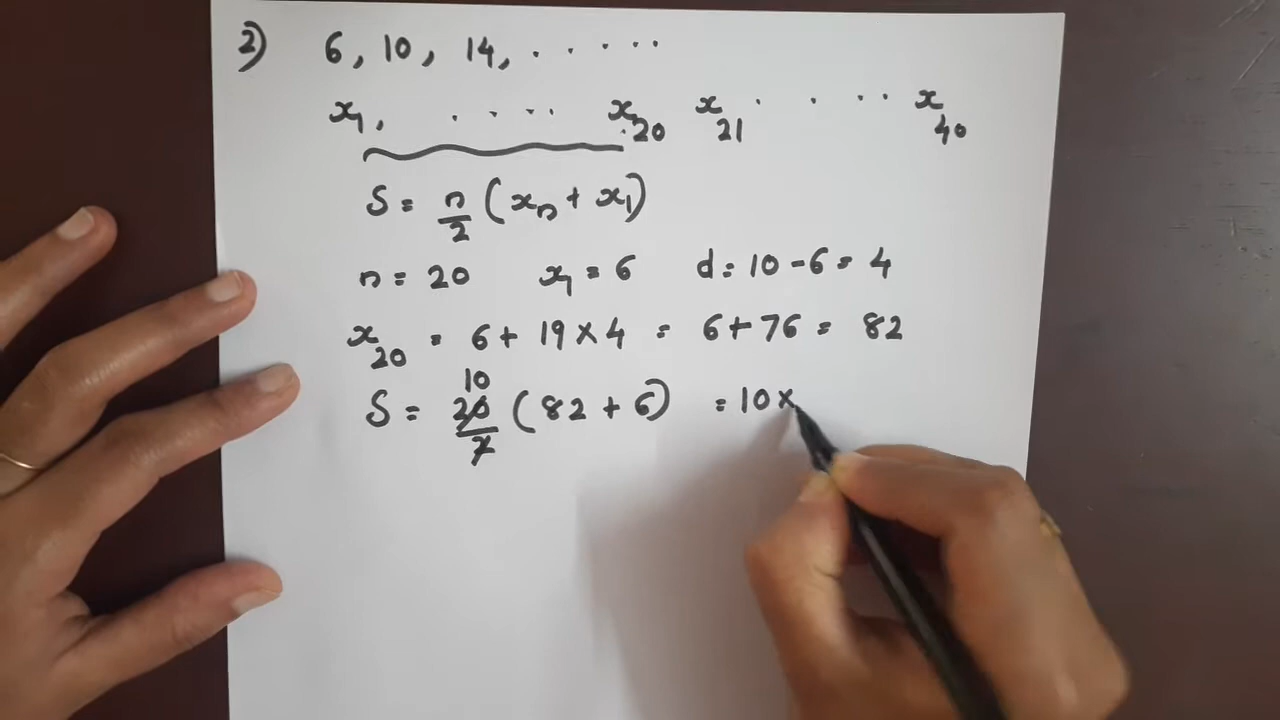 2) 6, 10, 14, . . . . .
x₁, . . . . x₂₀ x₂₁ . . . . x₄₀
S = n/2 (xₙ + x₁)
n = 20 x₁ = 6 d = 10 - 6 = 4
x₂₀ = 6 + 19 × 4 = 6 + 76 = 82
10
S = 20/2 (82 + 6) = 10 ×